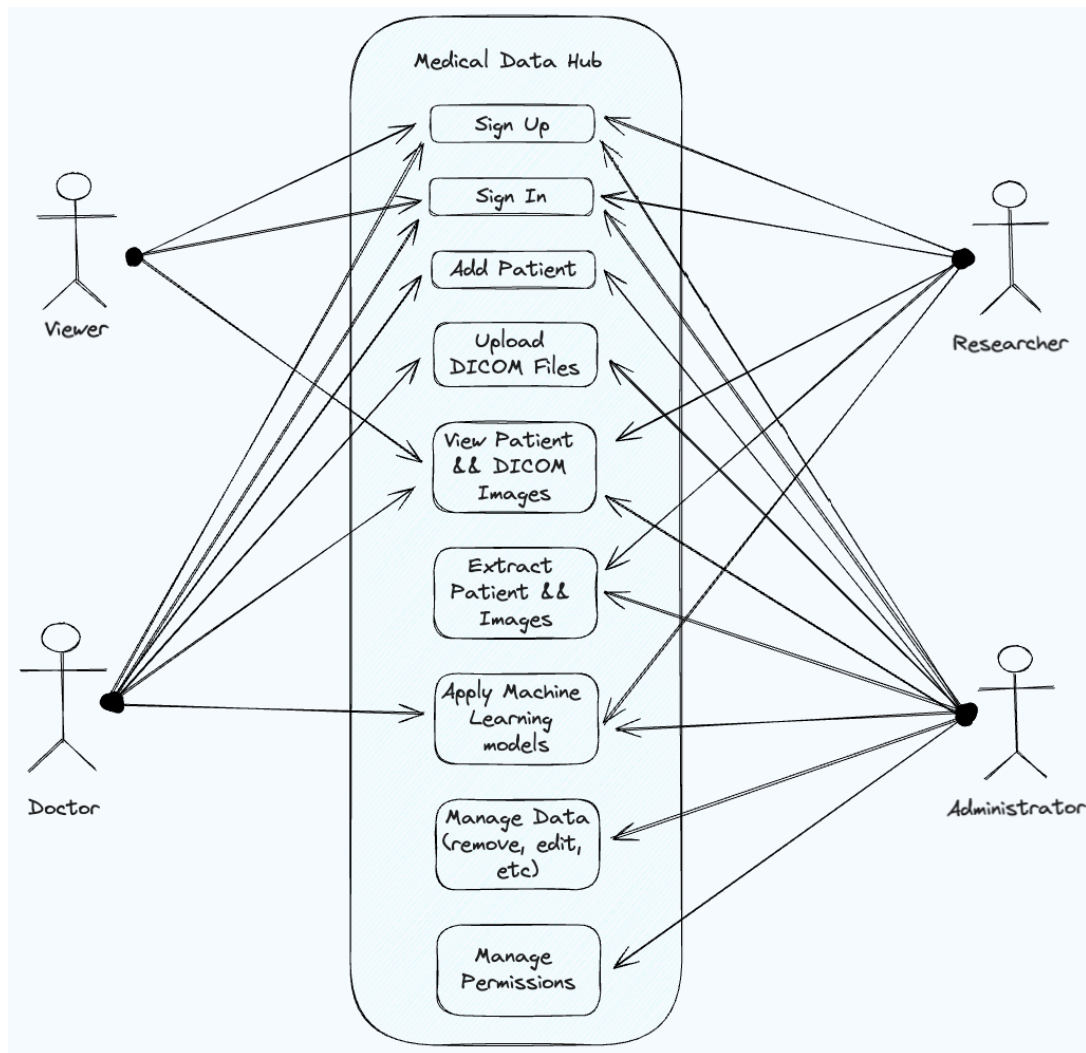 Medical Data Hub
Sign Up
Sign In
Add Patient
Upload
DICOM Files
View Patient
&& DICOM
Images
Extract
Patient &&
Images
Apply Machine
Learning
models
Manage Data
(remove, edit,
etc)
Manage
Permissions
Viewer
Doctor
Researcher
Administrator